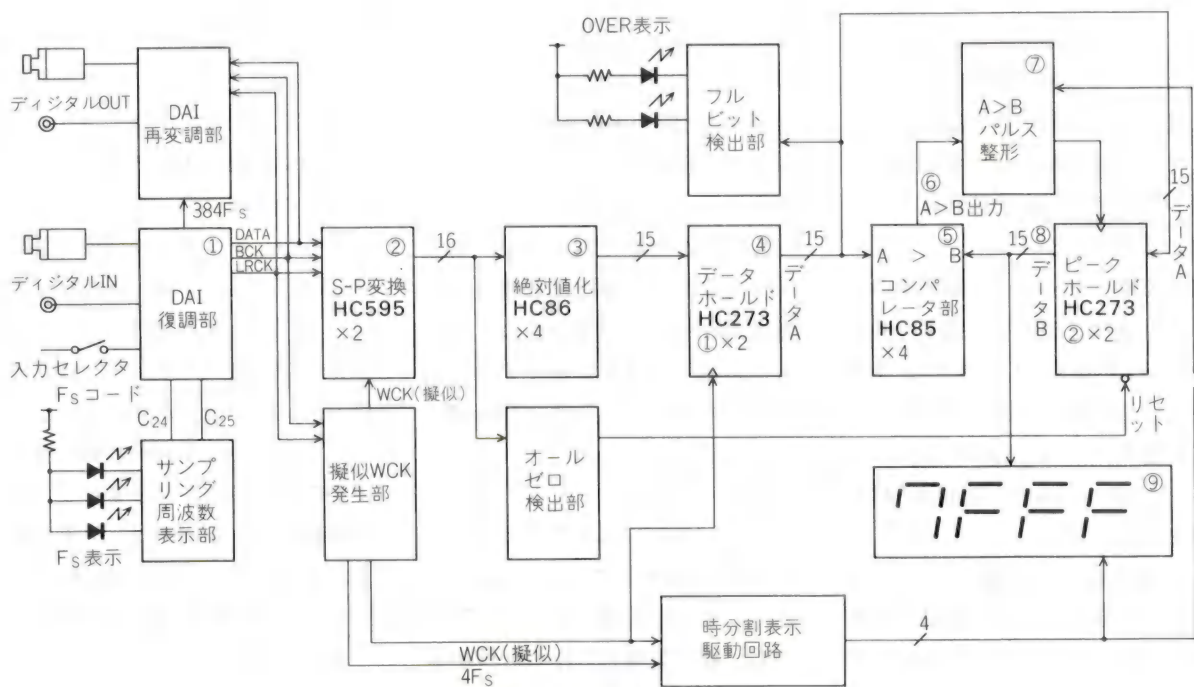 OVER表示
ディジタルOUT
DAI
再変調部
384FS
フル
ビット
検出部
⑦
A>B
パルス
整形
⑥
A>B出力
15
データA
ディジタルIN
①
DAI
復調部
DATA
BCK
LRCK
②
S-P変換
HC595
×2
16
③
絶対値化
HC86
×4
15
④
データ
ホールド
HC273
①×2
15
データA
⑤
A > B
コンパ
レータ部
HC85
×4
15
⑧
データB
ピーク
ホールド
HC273
②×2
リセット
入力セレクタ
FSコード
C24
C25
サンプ
リング
周波数
表示部
FS表示
WCK(擬似)
擬似WCK
発生部
オール
ゼロ
検出部
⑨
7FFF
WCK(擬似)
4FS
時分割表示
駆動回路
4